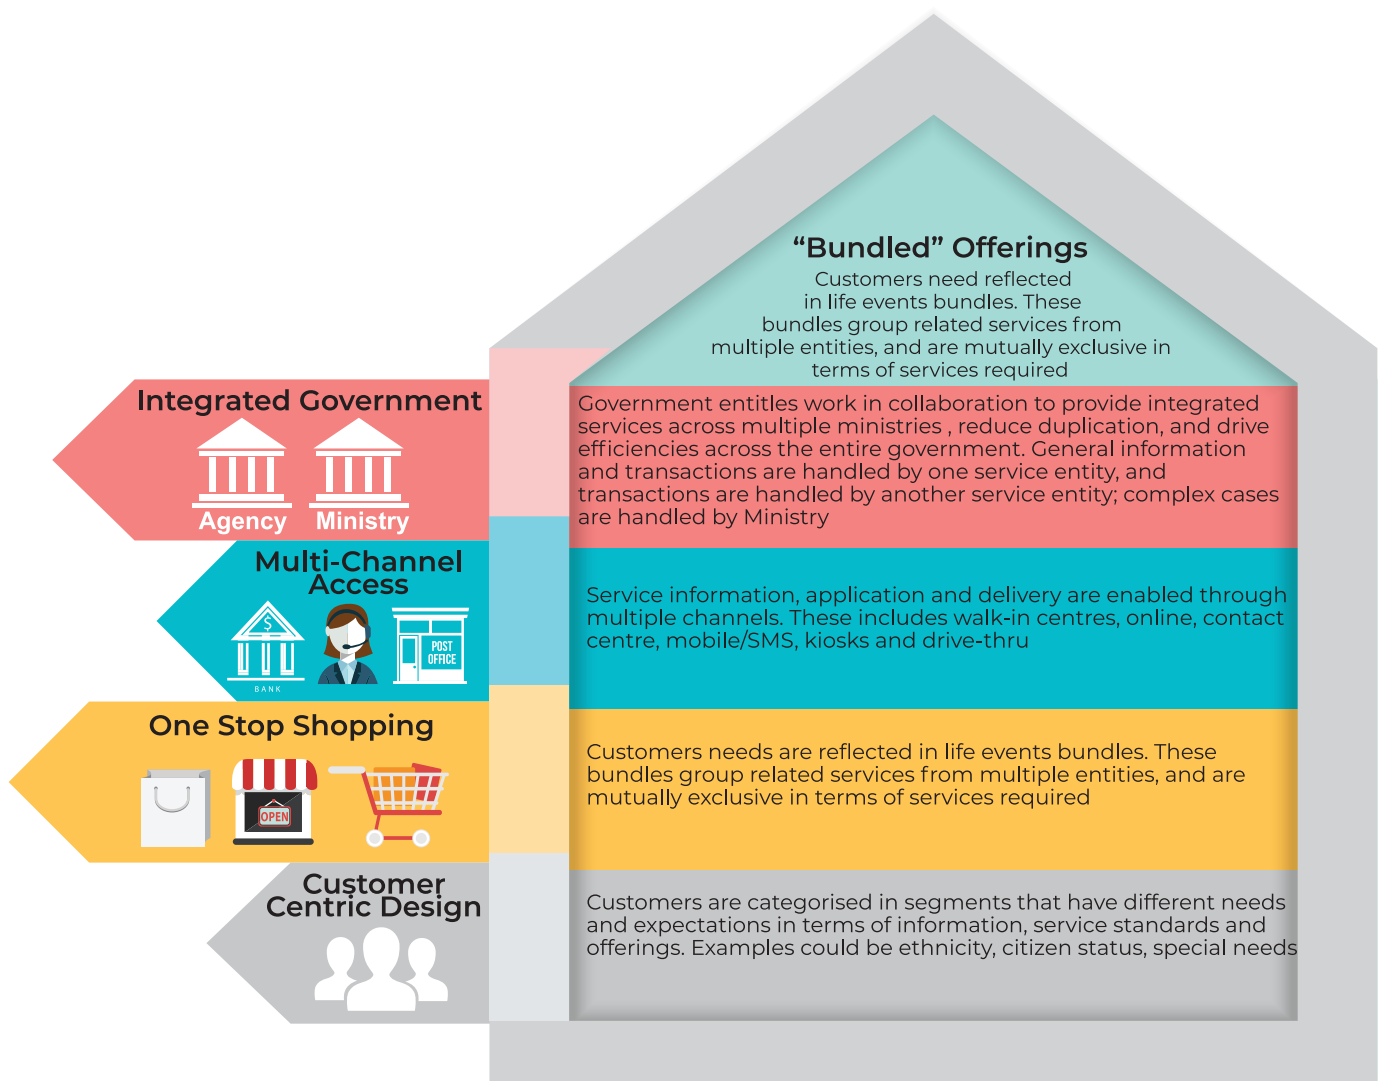 “Bundled” Offerings
Customers need reflected
in life events bundles. These
bundles group related services from
multiple entities, and are mutually exclusive in
terms of services required
Integrated Government
Agency
Ministry
Government entitles work in collaboration to provide integrated
services across multiple ministries , reduce duplication, and drive
efficiencies across the entire government. General information
and transactions are handled by one service entity, and
transactions are handled by another service entity; complex cases
are handled by Ministry
Multi-Channel
Access
$
BANK
POST
OFFICE
Service information, application and delivery are enabled through
multiple channels. These includes walk-in centres, online, contact
centre, mobile/SMS, kiosks and drive-thru
One Stop Shopping
OPEN
Customers needs are reflected in life events bundles. These
bundles group related services from multiple entities, and are
mutually exclusive in terms of services required
Customer
Centric Design
Customers are categorised in segments that have different needs
and expectations in terms of information, service standards and
offerings. Examples could be ethnicity, citizen status, special needs